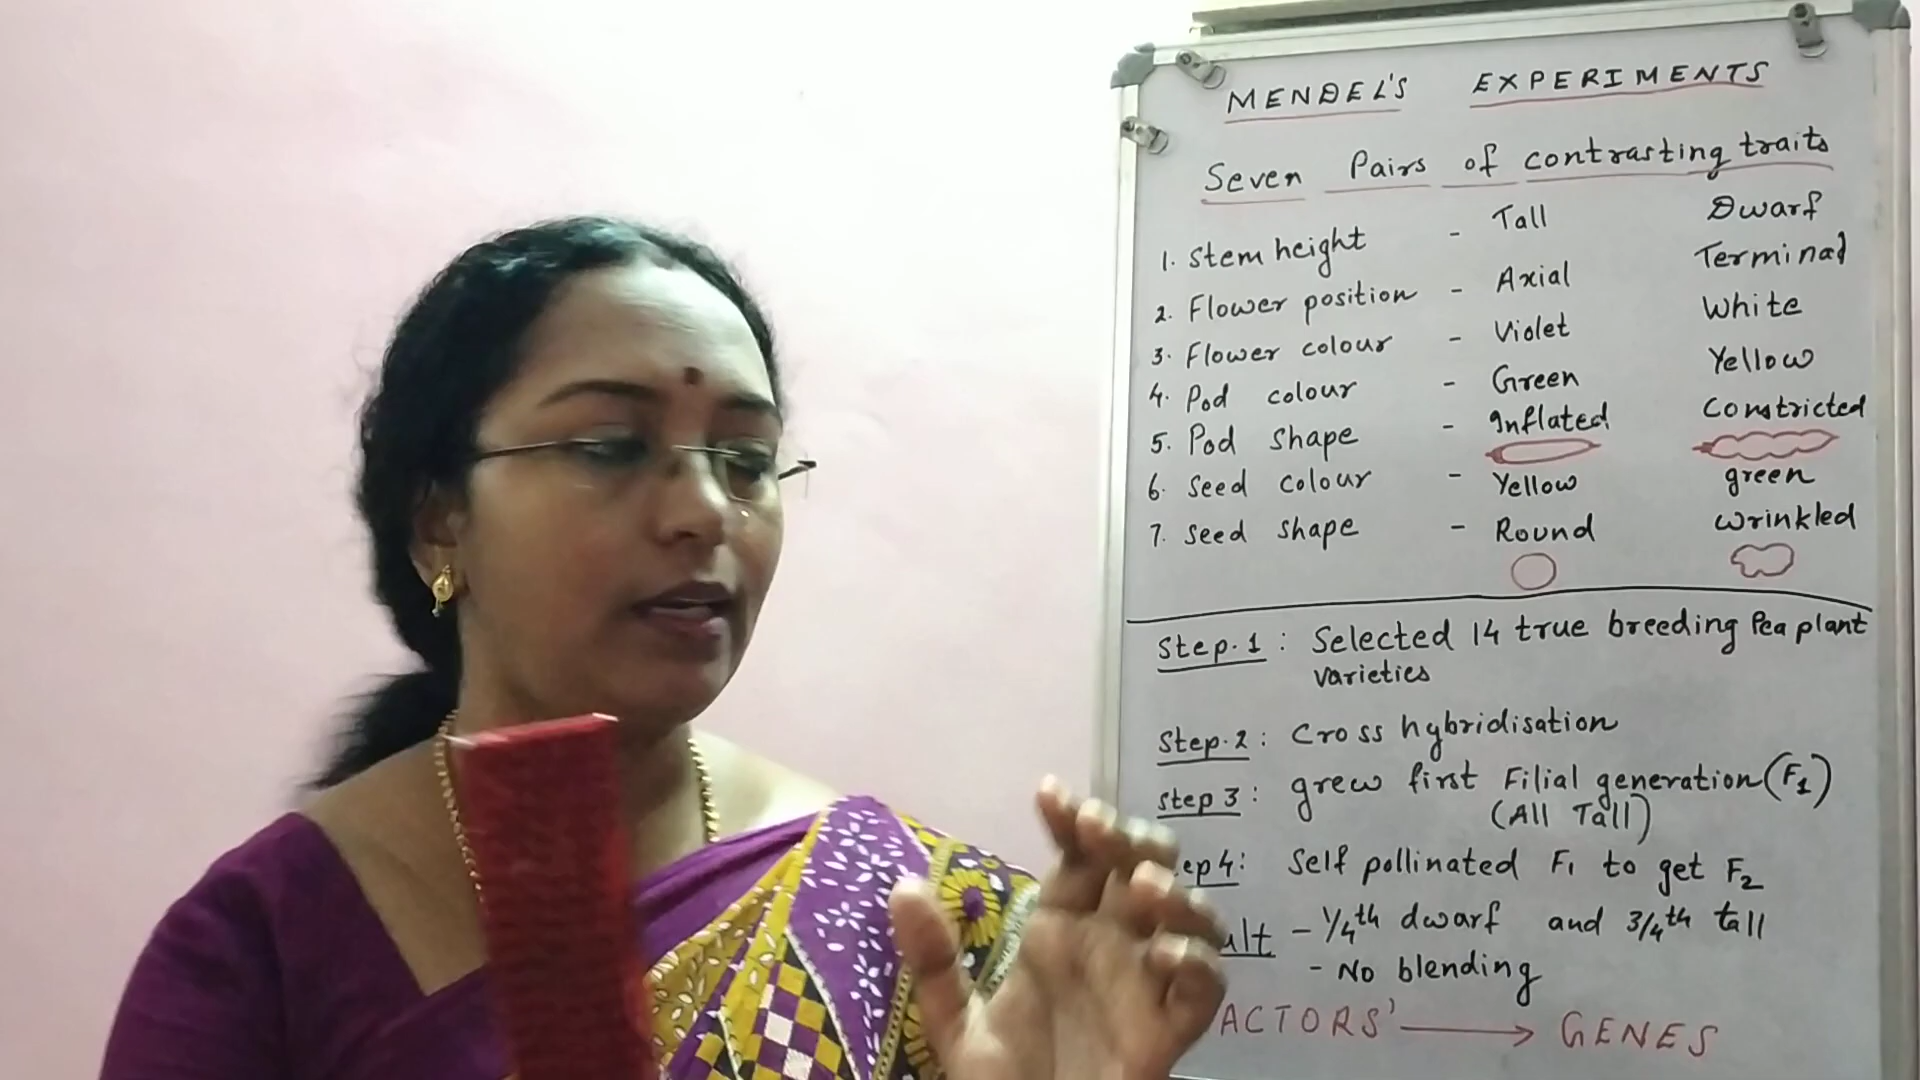 MENDEL'S EXPERIMENTS
Seven Pairs of contrasting traits
1. Stem height - Tall Dwarf
2. Flower position - Axial Terminal
3. Flower colour - Violet White
4. Pod colour - Green Yellow
5. Pod shape - Inflated Constricted
6. Seed colour - Yellow green
7. Seed shape - Round wrinkled
Step.1 : Selected 14 true breeding Pea plant
varieties
Step.2 : Cross hybridisation
Step 3 : grew first Filial generation (F1)
(All Tall)
ep 4 : Self pollinated F1 to get F2
ult - 1/4th dwarf and 3/4th tall
- No blending
ACTORS' → GENES